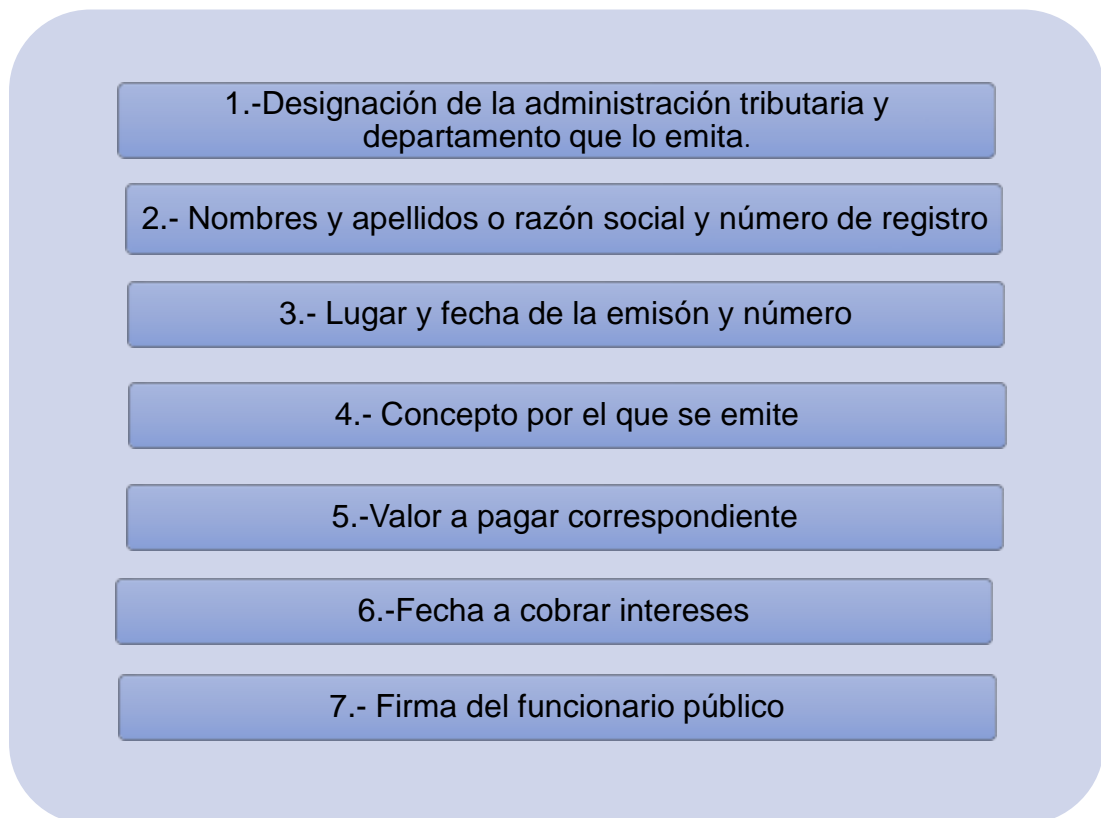 1.-Designación de la administración tributaria y
departamento que lo emita.
2.- Nombres y apellidos o razón social y número de registro
3.- Lugar y fecha de la emisón y número
4.- Concepto por el que se emite
5.-Valor a pagar correspondiente
6.-Fecha a cobrar intereses
7.- Firma del funcionario público